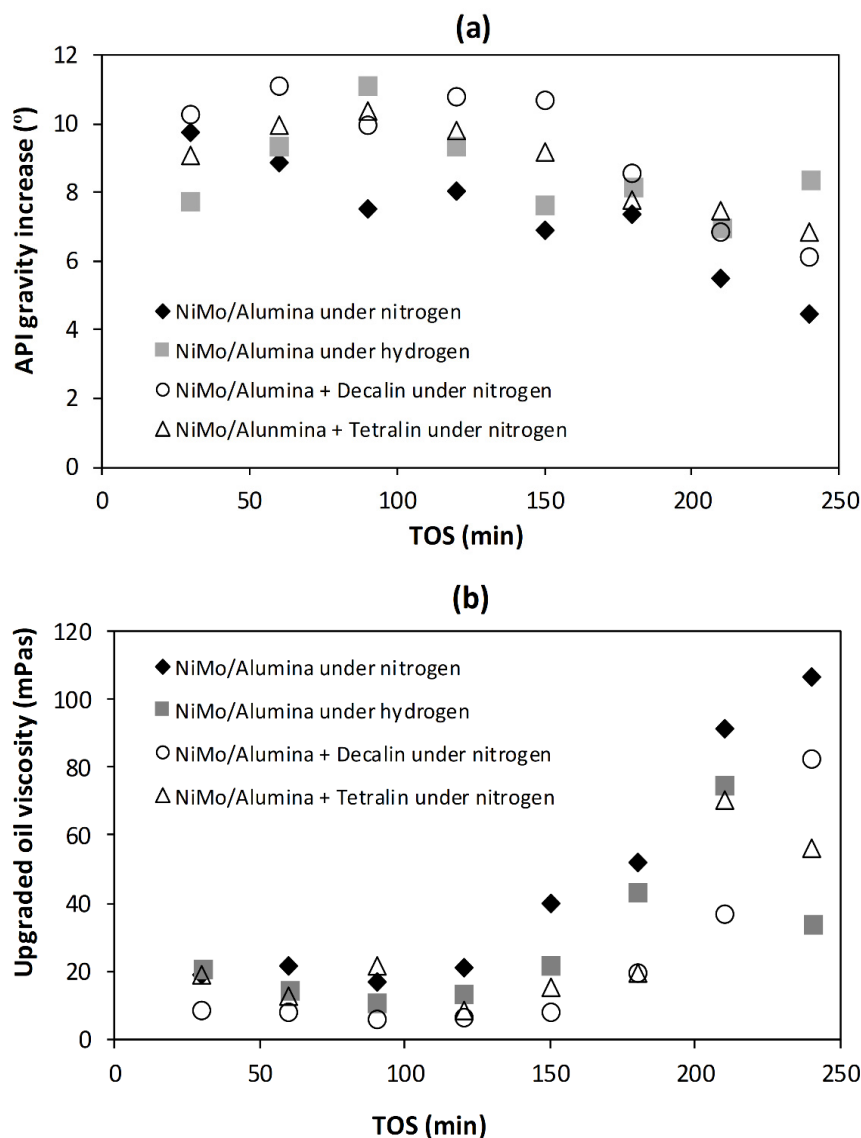 (a)
12
10
8
6
4
2
0
API gravity increase (º)
NiMo/Alumina under nitrogen
NiMo/Alumina under hydrogen
NiMo/Alumina + Decalin under nitrogen
NiMo/Alunmina + Tetralin under nitrogen
0 50 100 150 200 250
TOS (min)
(b)
120
100
80
60
40
20
0
Upgraded oil viscosity (mPas)
NiMo/Alumina under nitrogen
NiMo/Alumina under hydrogen
NiMo/Alumina + Decalin under nitrogen
NiMo/Alumina + Tetralin under nitrogen
0 50 100 150 200 250
TOS (min)